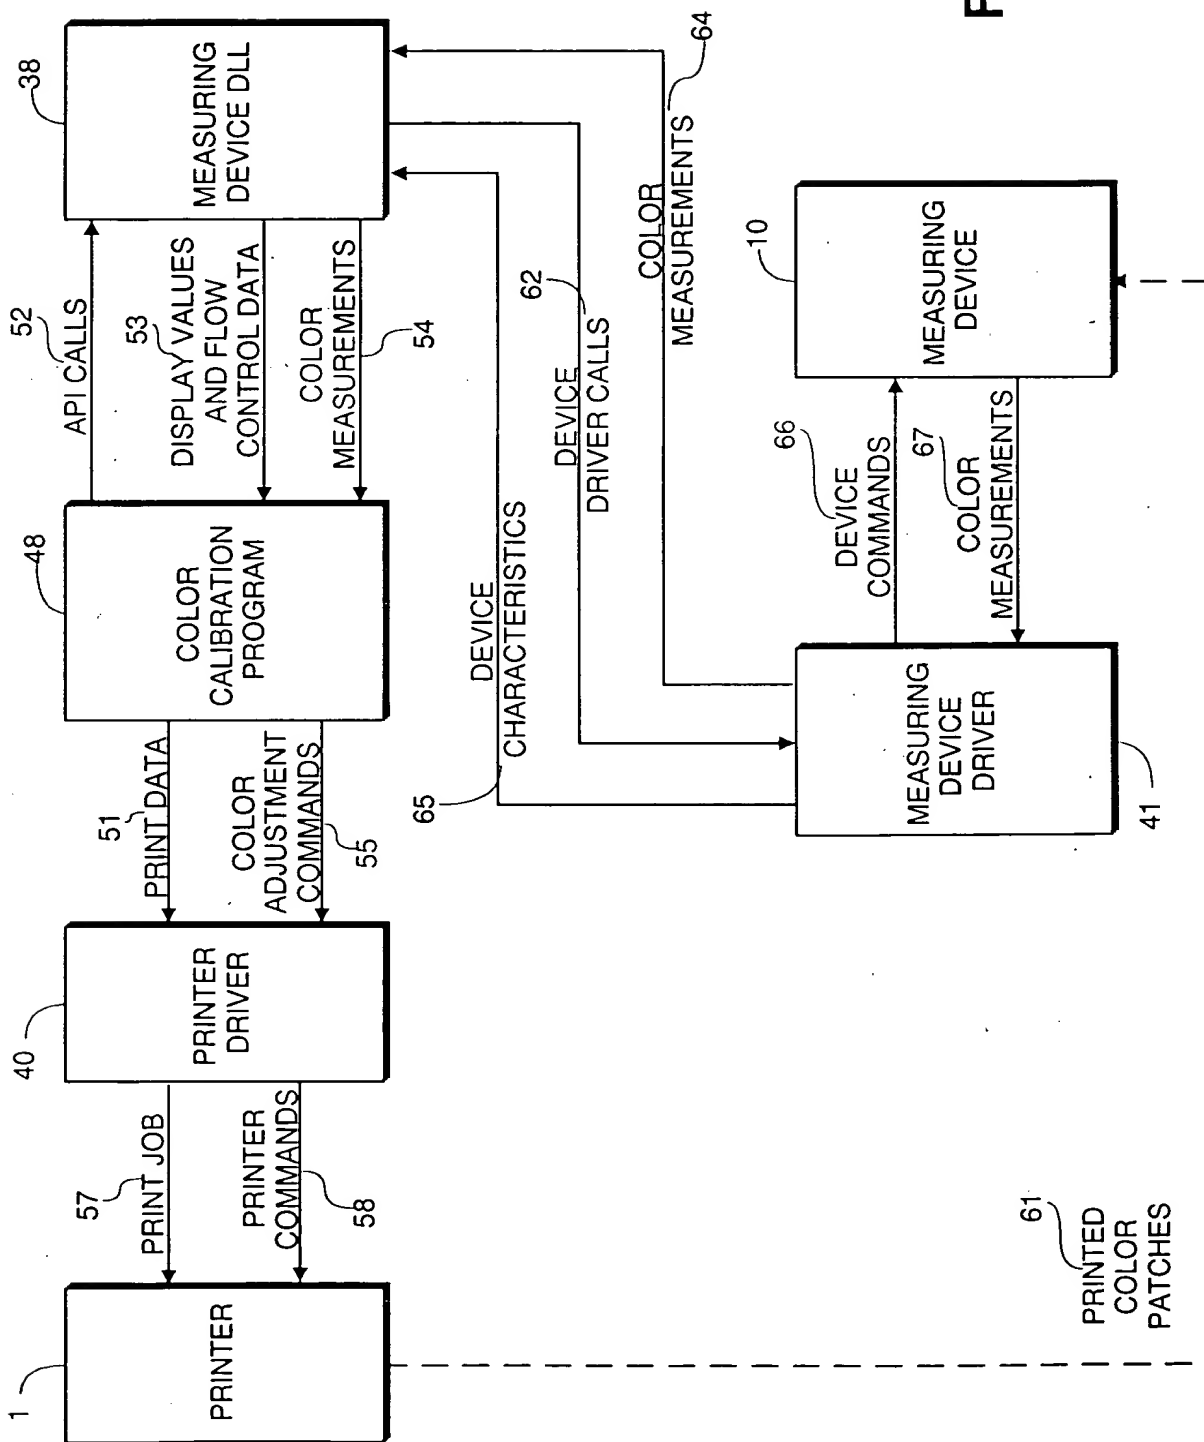 1
PRINTER
57
PRINT JOB
PRINTER
COMMANDS
58
40
PRINTER
DRIVER
51
PRINT DATA
COLOR
ADJUSTMENT
COMMANDS
55
48
COLOR
CALIBRATION
PROGRAM
52
API CALLS
53
DISPLAY VALUES
AND FLOW
CONTROL DATA
COLOR
MEASUREMENTS
54
38
MEASURING
DEVICE DLL
65
DEVICE
CHARACTERISTICS
62
DEVICE
DRIVER CALLS
COLOR
MEASUREMENTS
64
MEASURING
DEVICE
DRIVER
41
66
DEVICE
COMMANDS
67
COLOR
MEASUREMENTS
10
MEASURING
DEVICE
61
PRINTED
COLOR
PATCHES